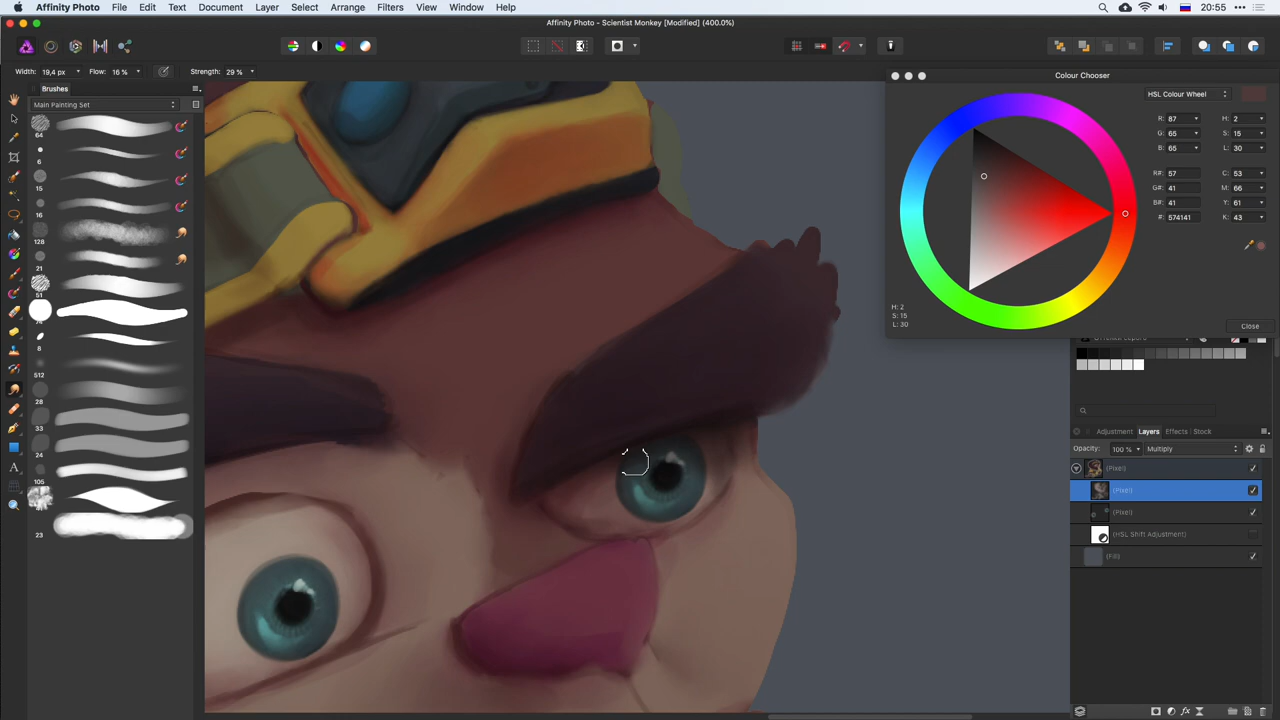 Affinity Photo File Edit Text Document Layer Select Arrange Filters View Window Help 20:55
Affinity Photo - Scientist Monkey [Modified] (400.0%)
Width: 19,4 px Flow: 16 % Strength: 29 %
Brushes
Main Painting Set
64
6
15
16
128
21
51
74
8
512
38
33
24
105
23
Colour Chooser
HSL Colour Wheel
R: 87 H: 2
G: 65 S: 15
B: 65 L: 30
R#: 57 C: 53
G#: 41 M: 66
B#: 41 Y: 61
#: 574141 K: 43
H: 2
S: 15
L: 30
Close
Adjustment Layers Effects Stock
Opacity: 100 % Multiply
(Pixel)
(Pixel)
(Pixel)
(HSL Shift Adjustment)
(Fill)